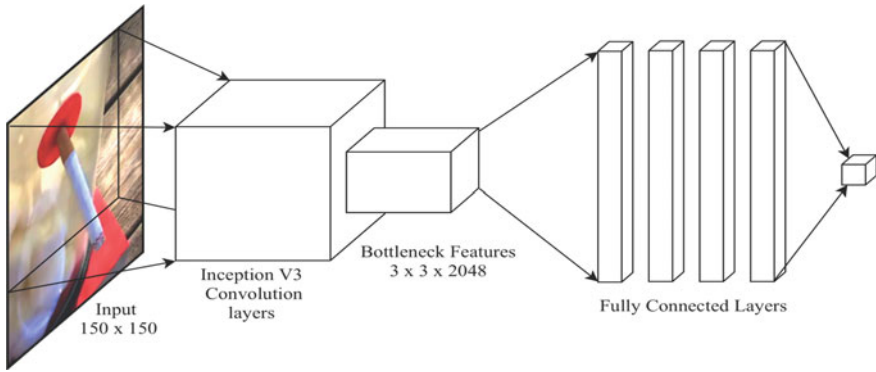 Input
150 x 150
Inception V3
Convolution
layers
Bottleneck Features
3 x 3 x 2048
Fully Connected Layers